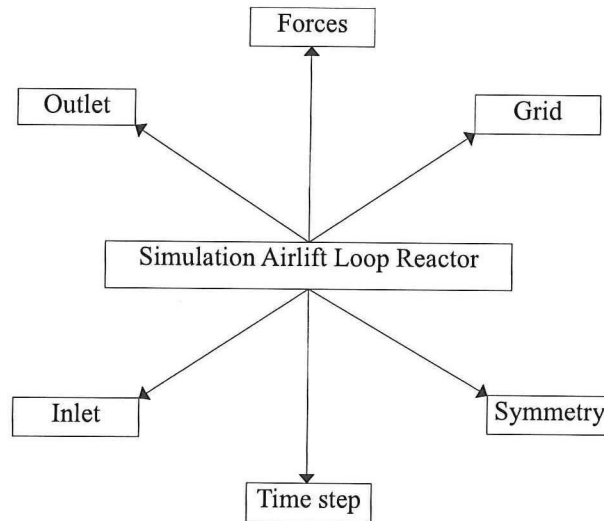 Forces
Outlet
Grid
Simulation Airlift Loop Reactor
Inlet
Symmetry
Time step